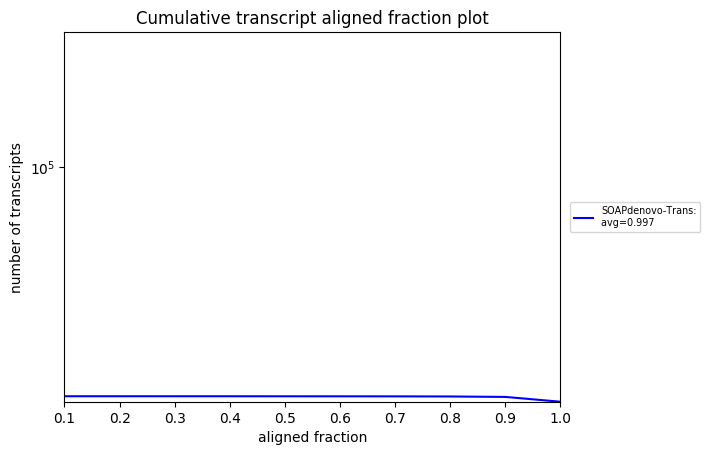 Cumulative transcript aligned fraction plot
number of transcripts
10^5
0.1 0.2 0.3 0.4 0.5 0.6 0.7 0.8 0.9 1.0
aligned fraction
SOAPdenovo-Trans:
avg=0.997